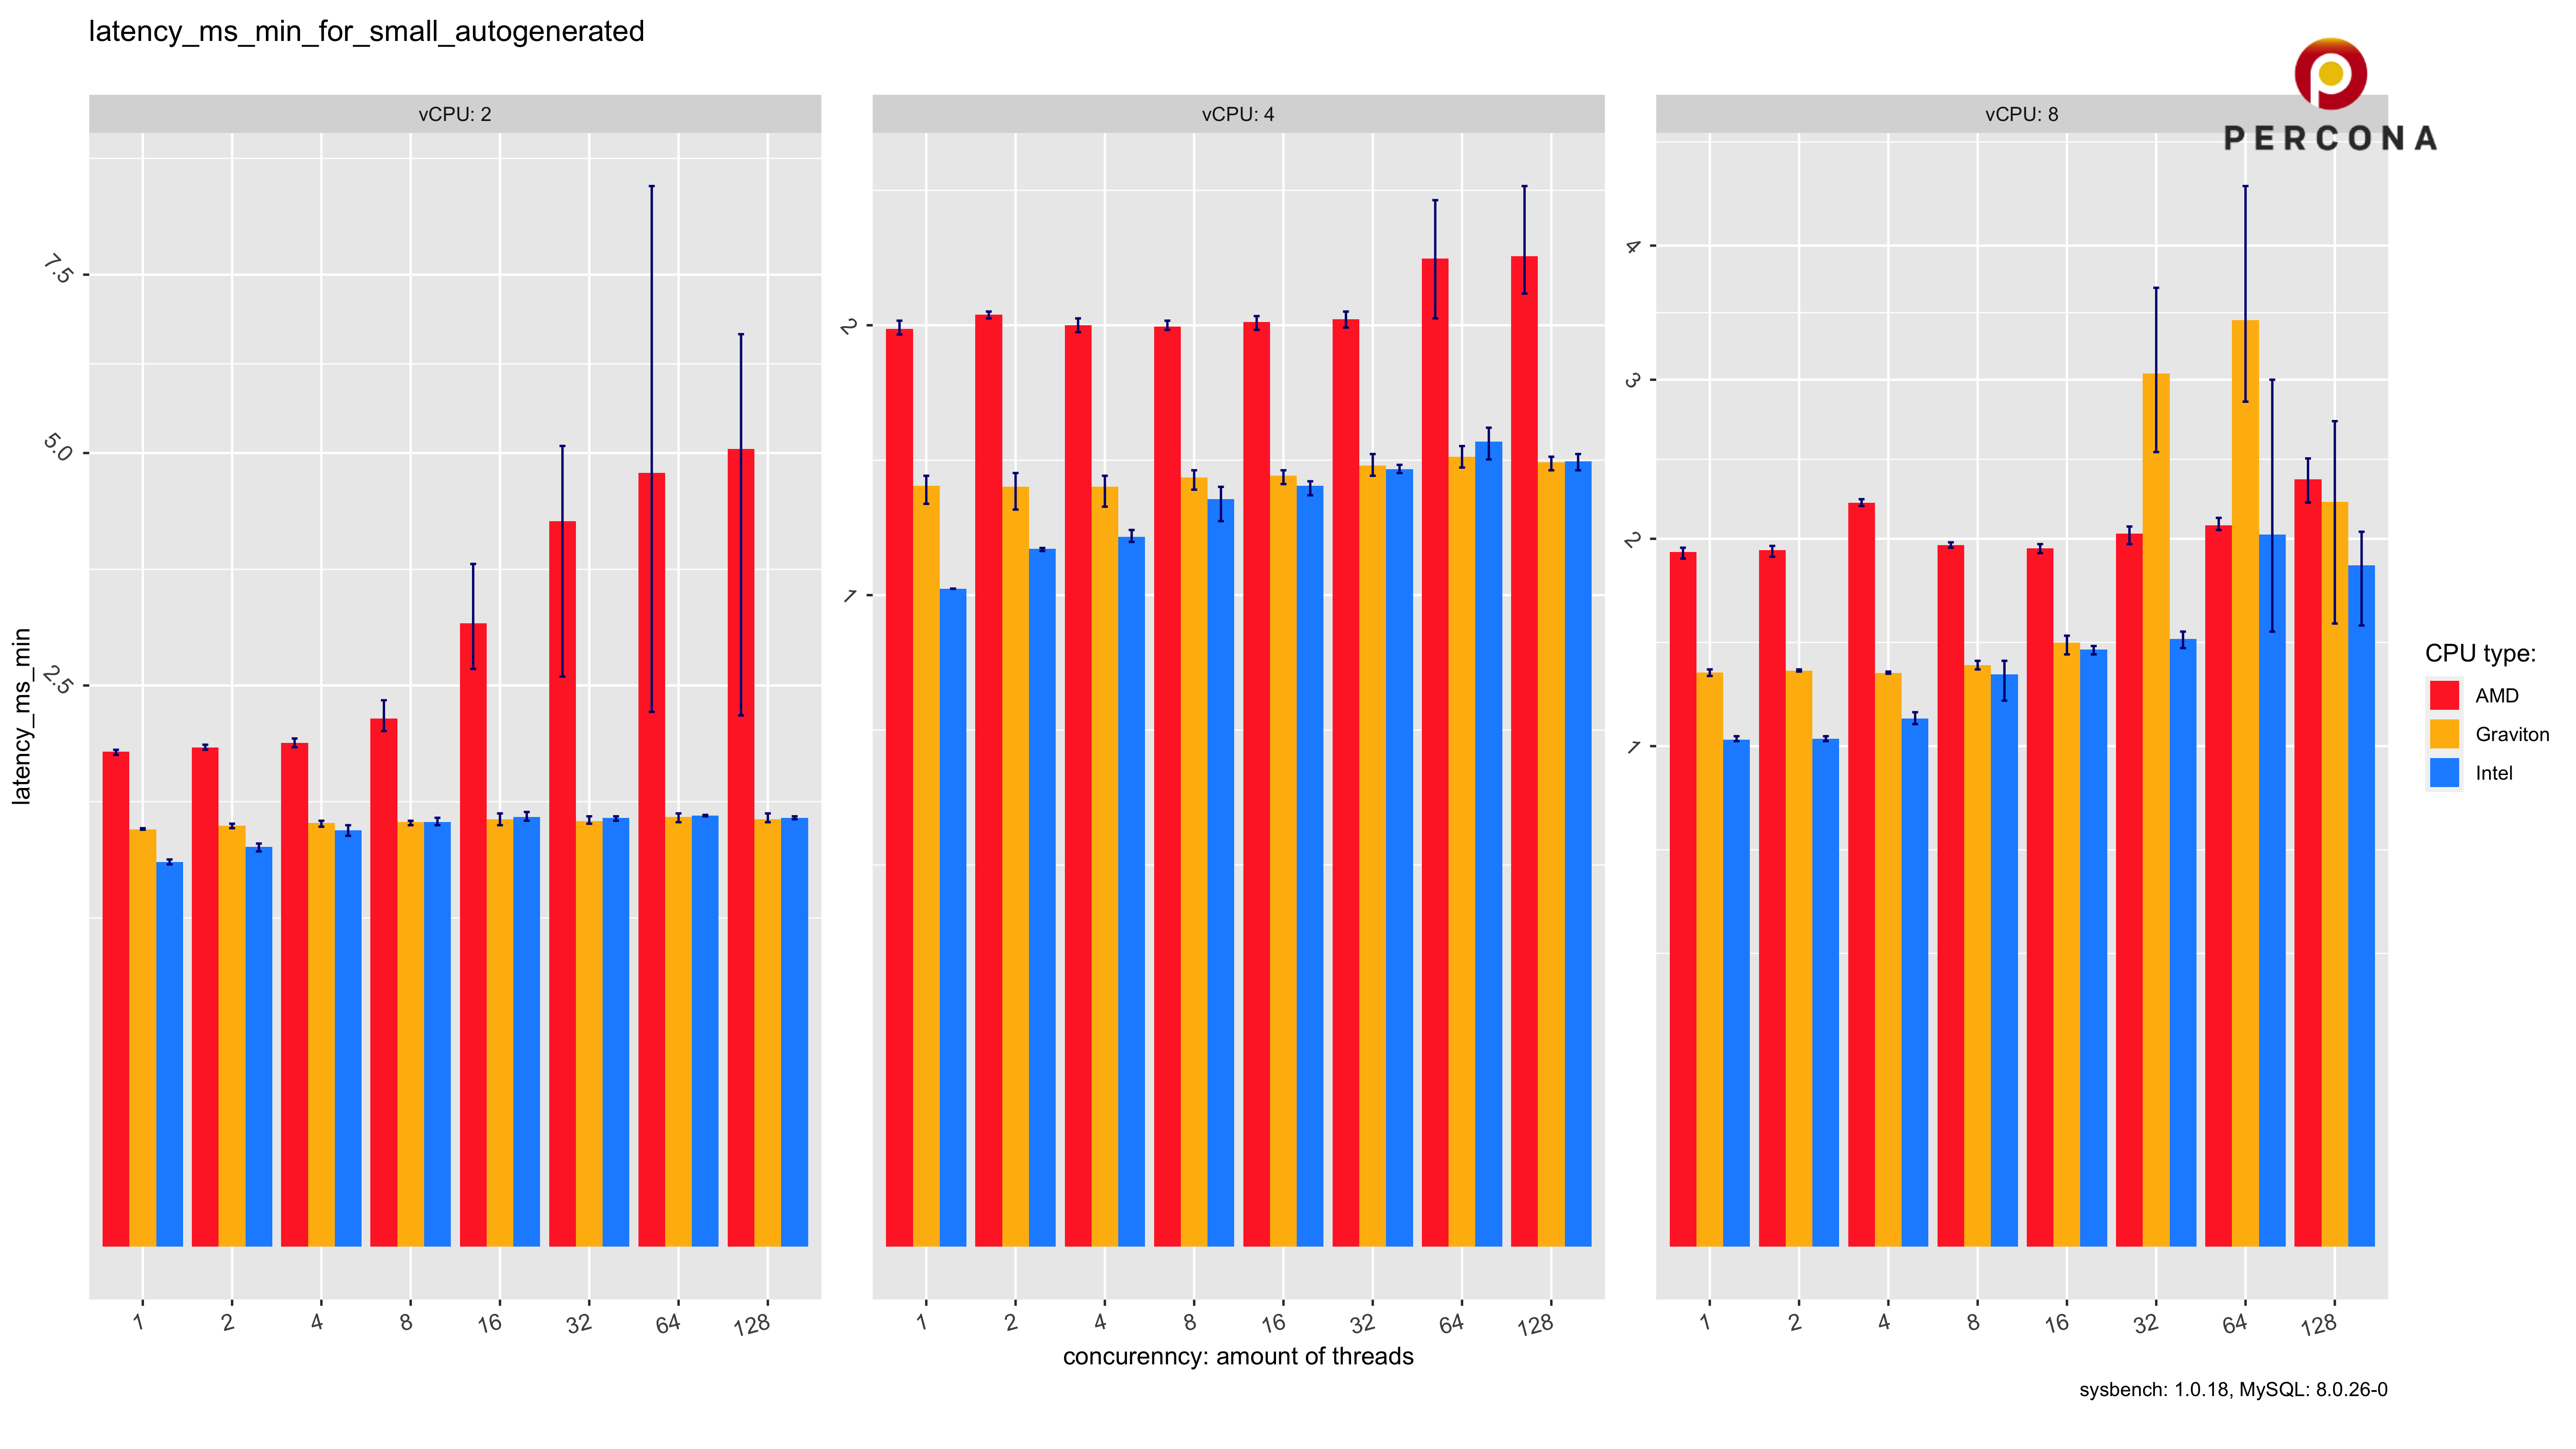 latency_ms_min_for_small_autogenerated
PERCONA
vCPU: 2
vCPU: 4
vCPU: 8
latency_ms_min
7.5
5.0
2.5
2
1
4
3
2
1
1 2 4 8 16 32 64 128
1 2 4 8 16 32 64 128
1 2 4 8 16 32 64 128
concurenncy: amount of threads
CPU type:
AMD
Graviton
Intel
sysbench: 1.0.18, MySQL: 8.0.26-0